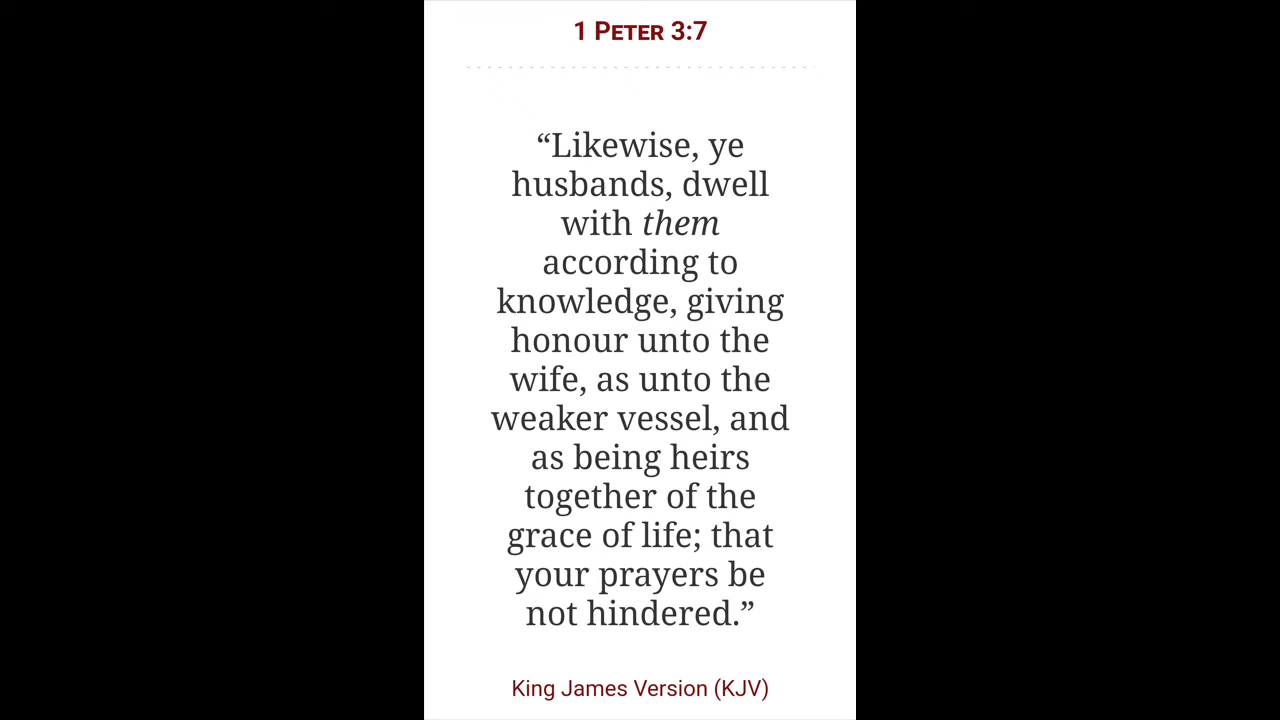 1 Peter 3:7
“Likewise, ye
husbands, dwell
with them
according to
knowledge, giving
honour unto the
wife, as unto the
weaker vessel, and
as being heirs
together of the
grace of life; that
your prayers be
not hindered.”
King James Version (KJV)